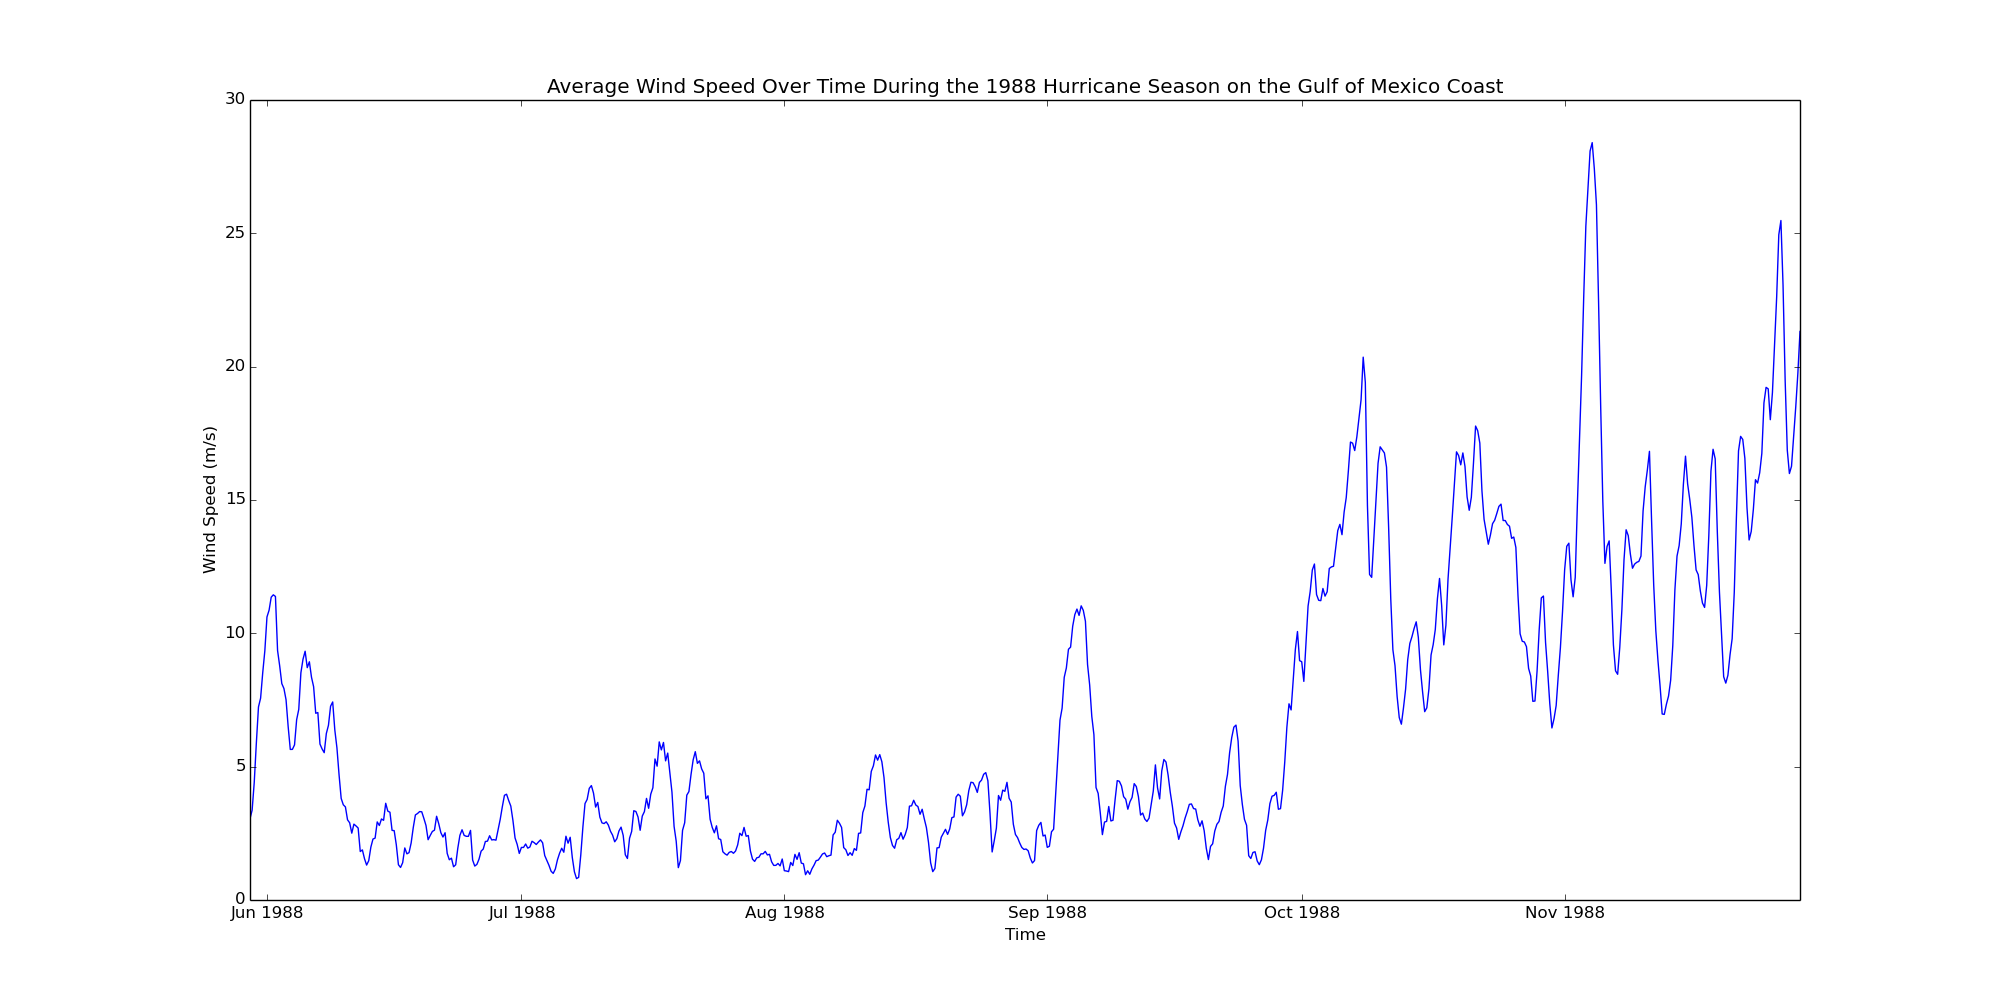 Average Wind Speed Over Time During the 1988 Hurricane Season on the Gulf of Mexico Coast
30
25
20
15
10
5
0
Wind Speed (m/s)
Jun 1988 Jul 1988 Aug 1988 Sep 1988 Oct 1988 Nov 1988
Time